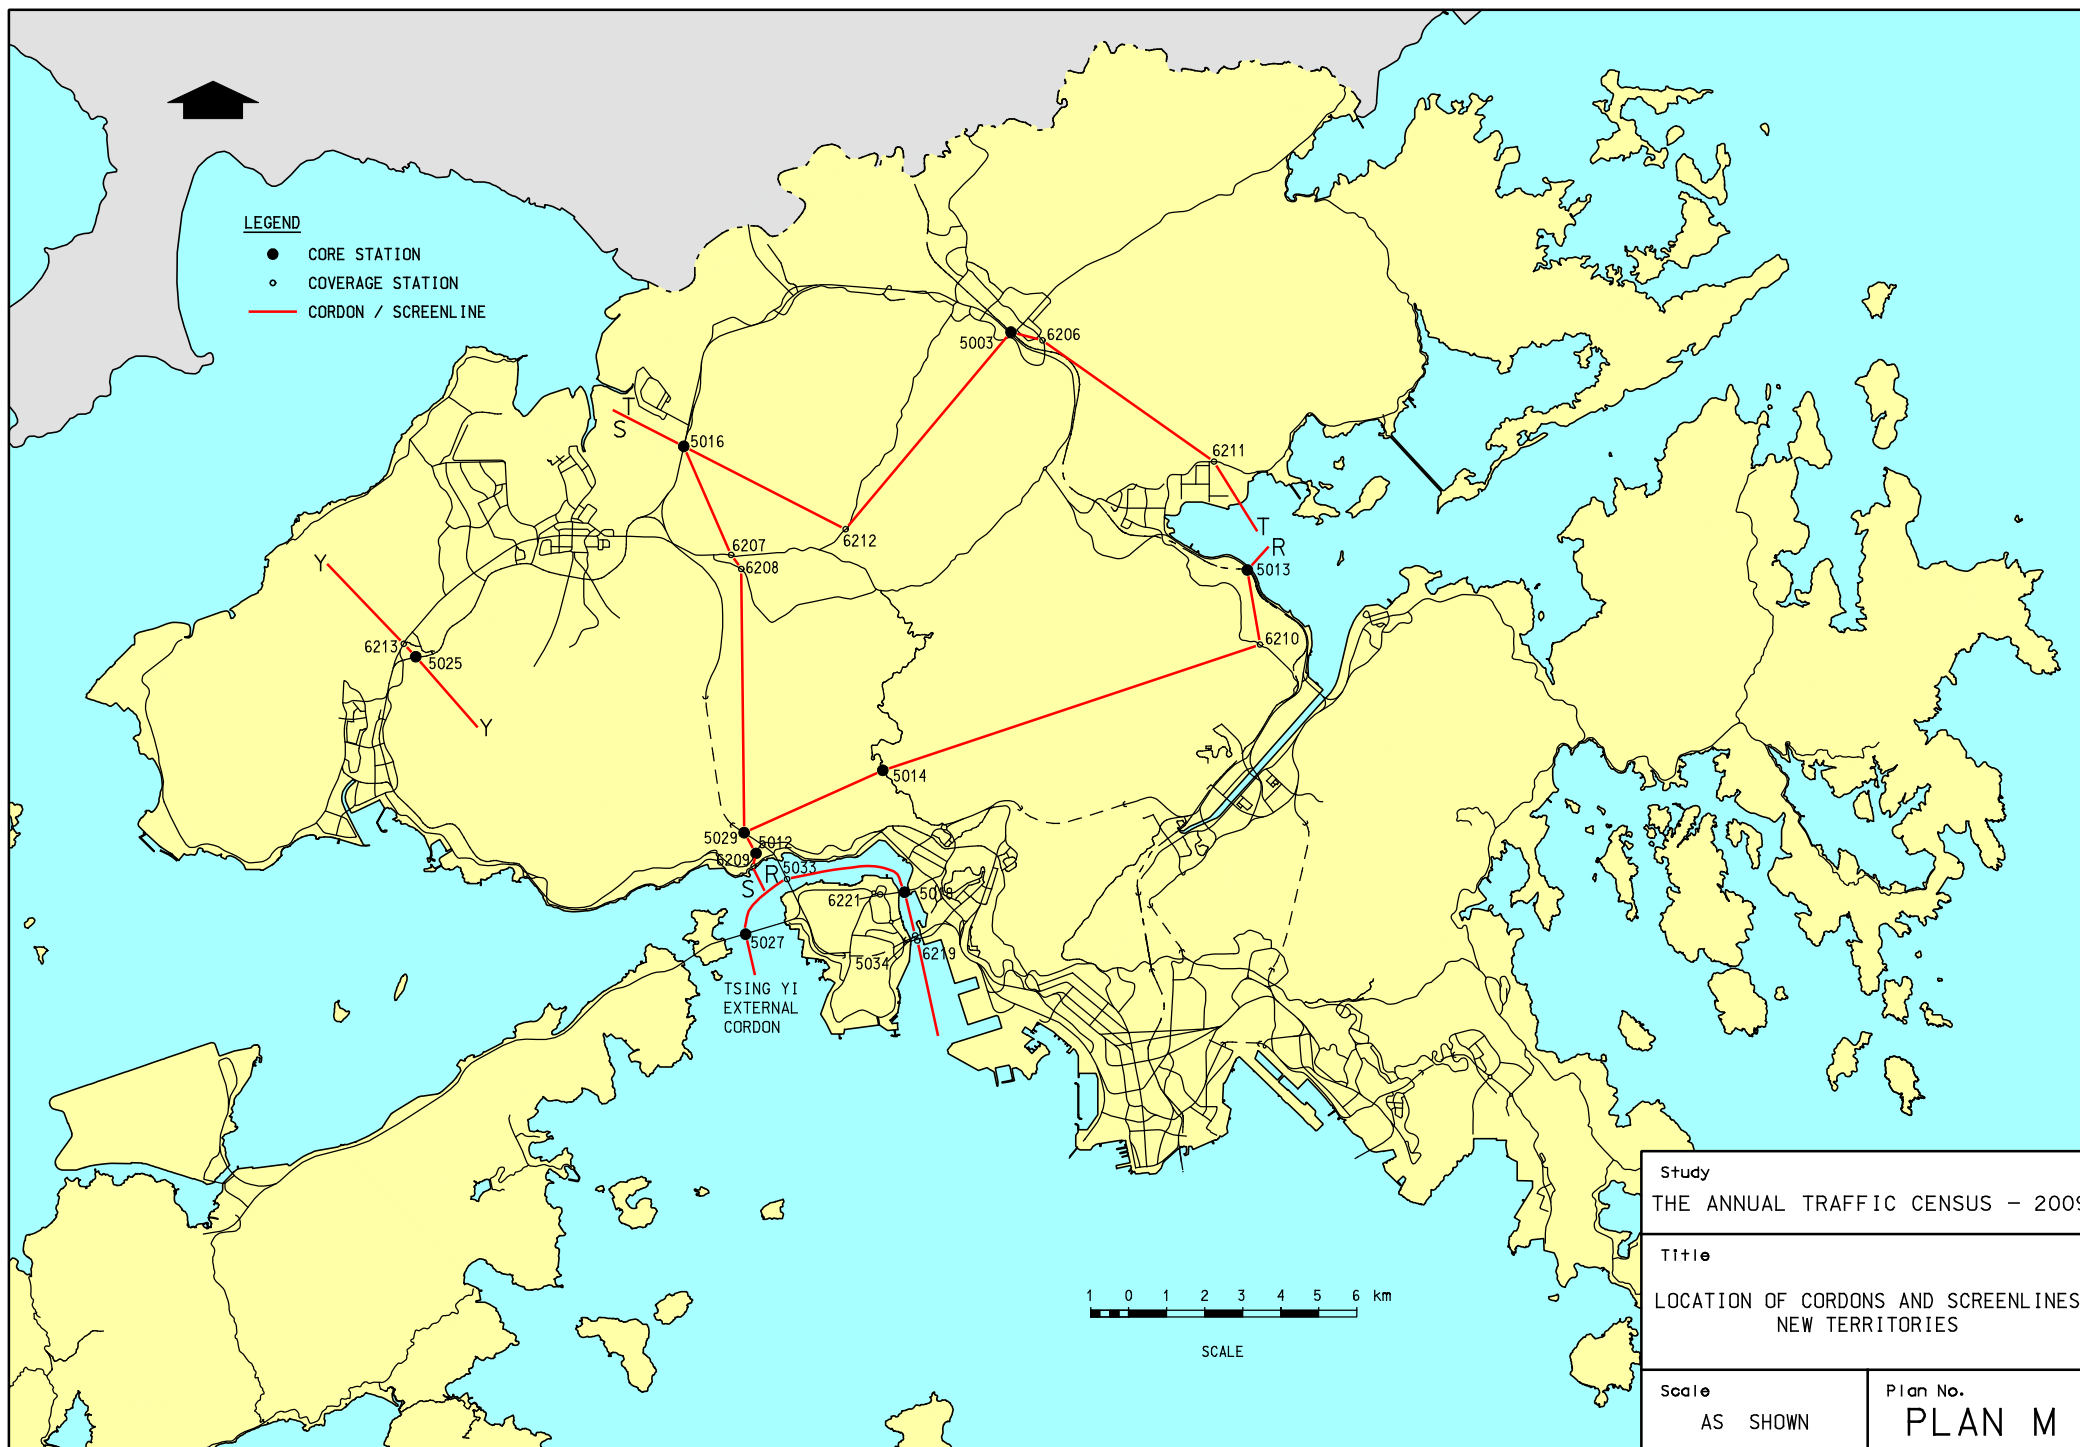 LEGEND
CORE STATION
COVERAGE STATION
CORDON / SCREENLINE
5003
6206
T
S
5016
6211
6212
T
R
6207
6208
5013
Y
6213
5025
6210
Y
5014
5029
5012
6209
5033
R
S
6221
5018
5027
5034
6219
TSING YI
EXTERNAL
CORDON
1 0 1 2 3 4 5 6 km
SCALE
Study
THE ANNUAL TRAFFIC CENSUS - 2009
Title
LOCATION OF CORDONS AND SCREENLINES
NEW TERRITORIES
Scale
AS SHOWN
Plan No.
PLAN M